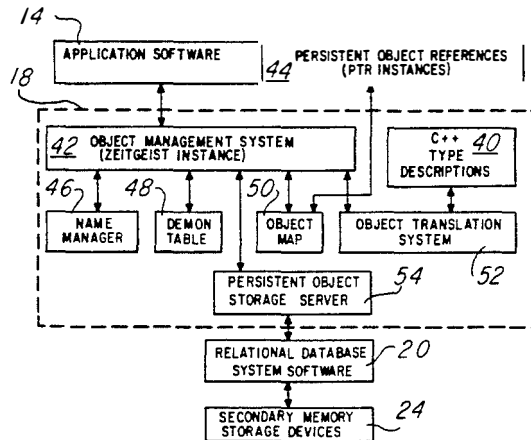 14
APPLICATION SOFTWARE
44
PERSISTENT OBJECT REFERENCES
(PTR INSTANCES)
18
42
OBJECT MANAGEMENT SYSTEM
(ZEITGEIST INSTANCE)
C++
TYPE
DESCRIPTIONS
40
46
NAME
MANAGER
48
DEMON
TABLE
50
OBJECT
MAP
OBJECT TRANSLATION
SYSTEM
52
PERSISTENT OBJECT
STORAGE SERVER
54
RELATIONAL DATABASE
SYSTEM SOFTWARE
20
SECONDARY MEMORY
STORAGE DEVICES
24